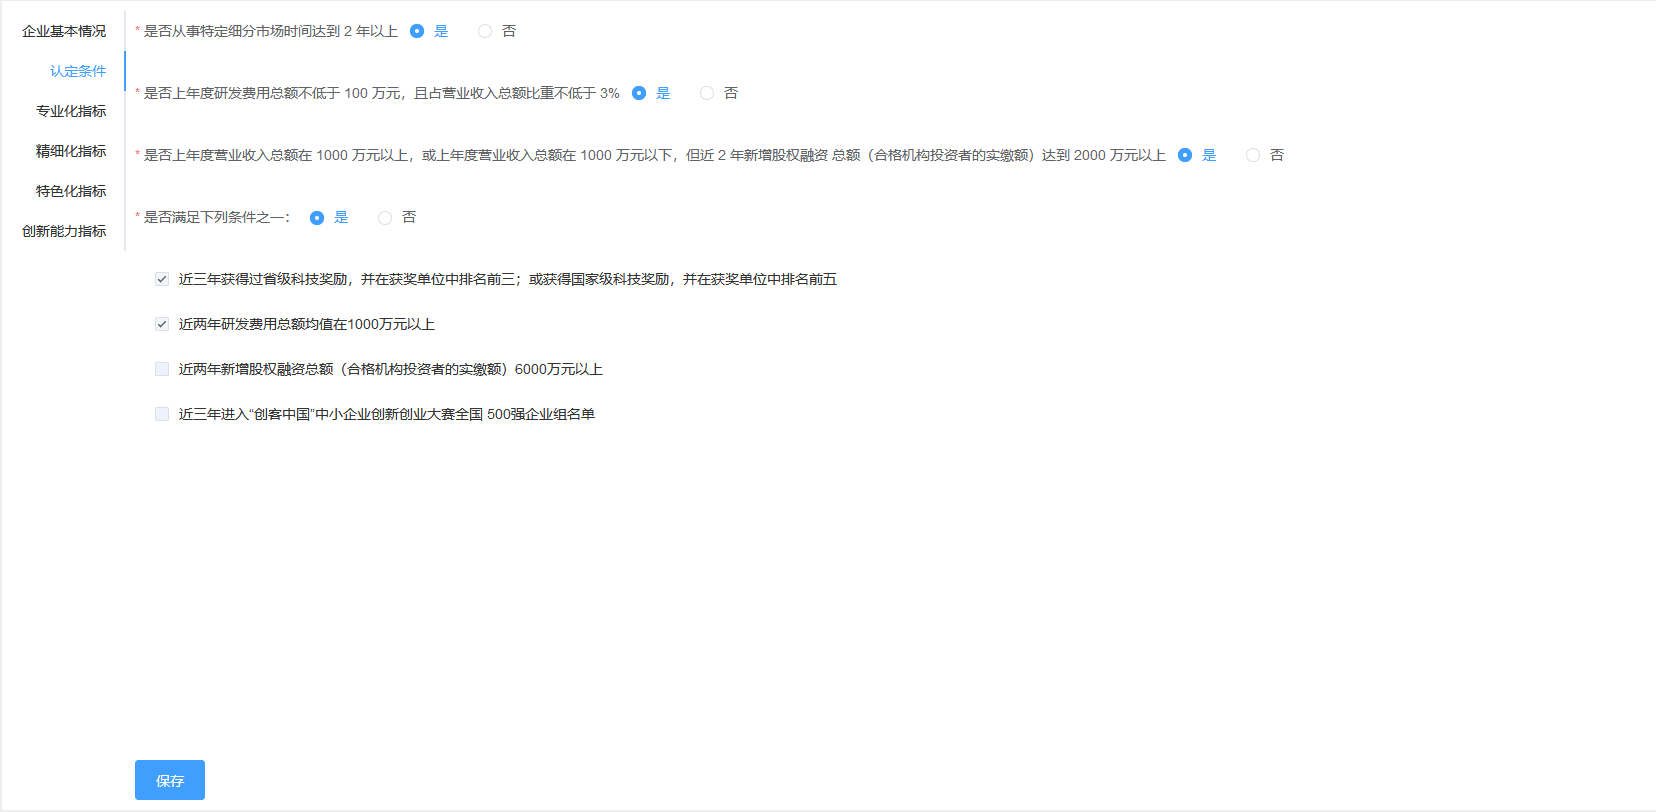 企业基本情况
认定条件
专业化指标
精细化指标
特色化指标
创新能力指标
* 是否从事特定细分市场时间达到 2 年以上 是 否
* 是否上年度研发费用总额不低于 100 万元，且占营业收入总额比重不低于 3% 是 否
* 是否上年度营业收入总额在 1000 万元以上，或上年度营业收入总额在 1000 万元以下，但近 2 年新增股权融资 总额（合格机构投资者的实缴额）达到 2000 万元以上 是 否
* 是否满足下列条件之一： 是 否
近三年获得过省级科技奖励，并在获奖单位中排名前三；或获得国家级科技奖励，并在获奖单位中排名前五
近两年研发费用总额均值在1000万元以上
近两年新增股权融资总额（合格机构投资者的实缴额）6000万元以上
近三年进入“创客中国”中小企业创新创业大赛全国 500强企业组名单
保存